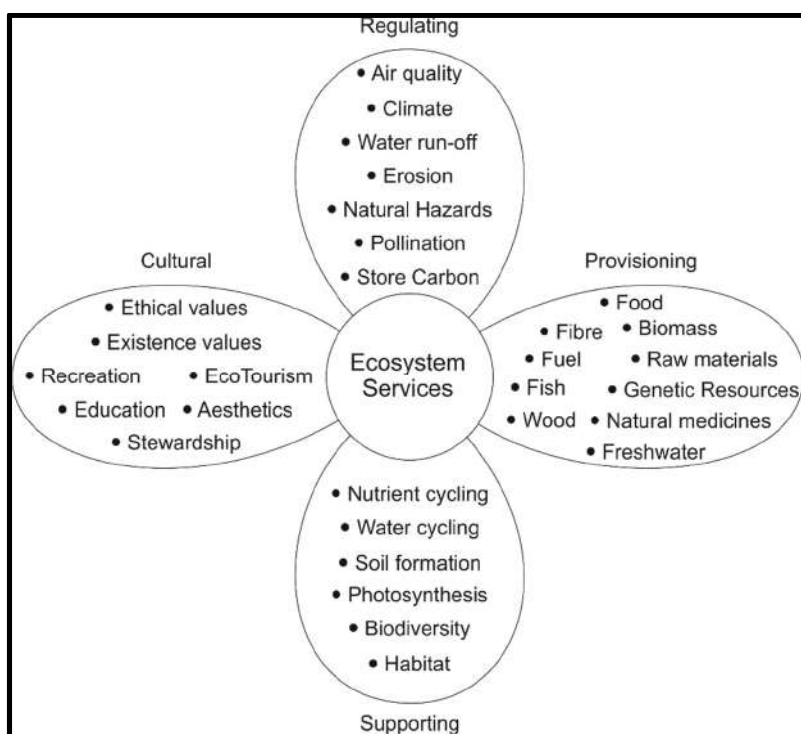 Regulating
• Air quality
• Climate
• Water run-off
• Erosion
• Natural Hazards
• Pollination
• Store Carbon
Cultural
• Ethical values
• Existence values
• Recreation
• EcoTourism
• Education
• Aesthetics
• Stewardship
Ecosystem
Services
Provisioning
• Food
• Fibre
• Biomass
• Fuel
• Raw materials
• Fish
• Genetic Resources
• Wood
• Natural medicines
• Freshwater
• Nutrient cycling
• Water cycling
• Soil formation
• Photosynthesis
• Biodiversity
• Habitat
Supporting